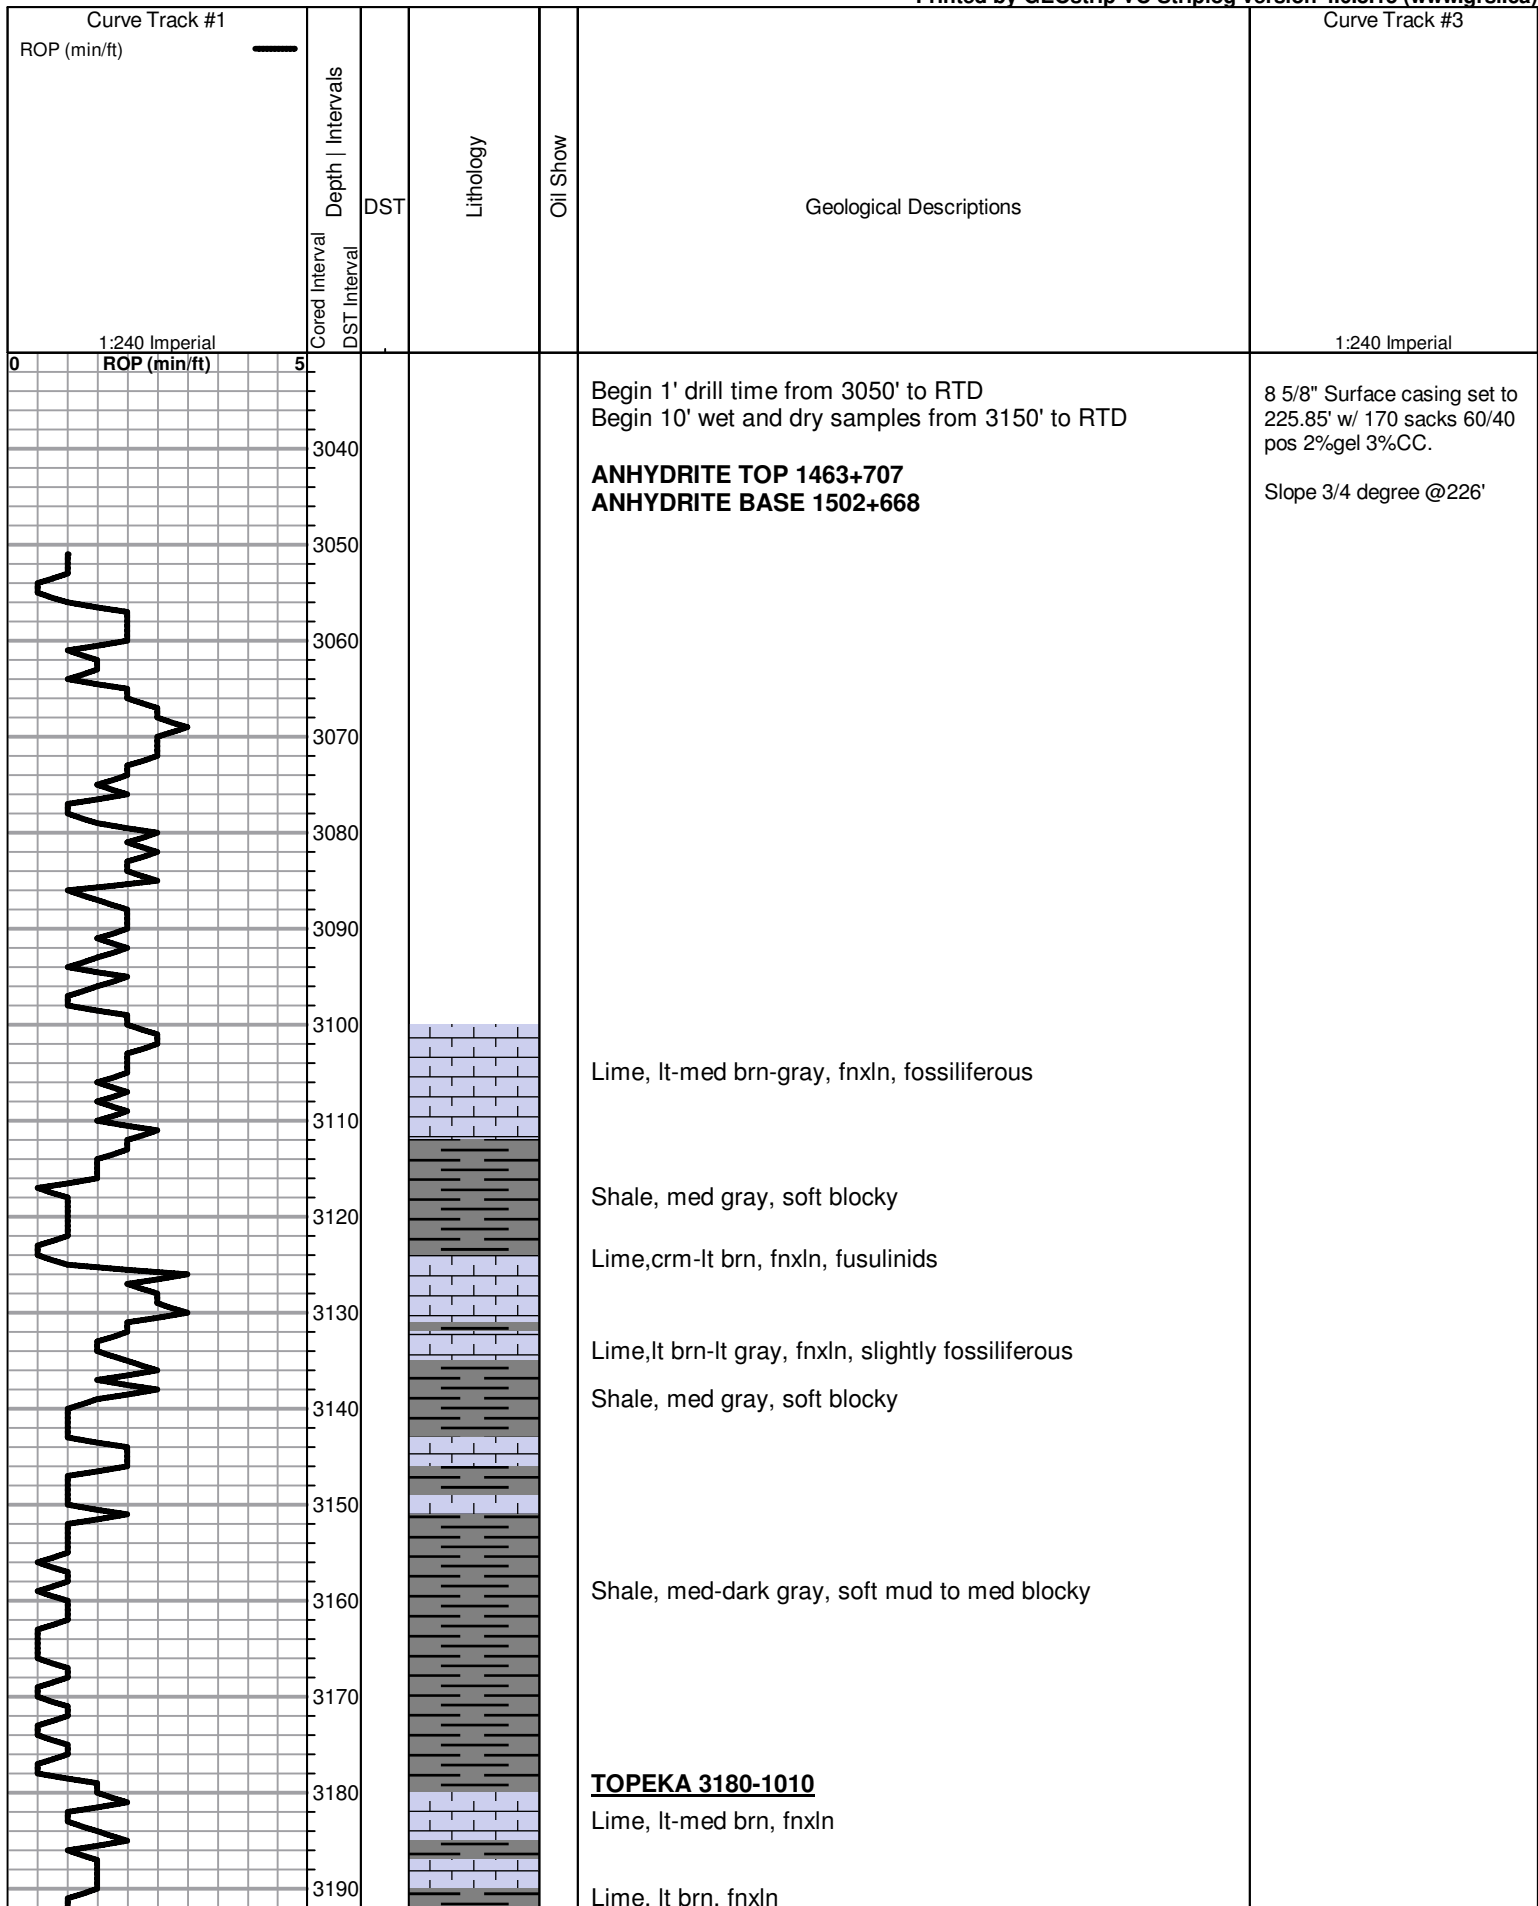 Curve Track #1
ROP (min/ft)
1:240 Imperial
Depth | Intervals
Cored Interval
DST Interval
DST
Lithology
Oil Show
Geological Descriptions
Curve Track #3
1:240 Imperial
0 ROP (min/ft) 5
Begin 1' drill time from 3050' to RTD
Begin 10' wet and dry samples from 3150' to RTD
ANHYDRITE TOP 1463+707
ANHYDRITE BASE 1502+668
8 5/8" Surface casing set to
225.85' w/ 170 sacks 60/40
pos 2%gel 3%CC.
Slope 3/4 degree @226'
3040
3050
3060
3070
3080
3090
3100
Lime, lt-med brn-gray, fnxln, fossiliferous
3110
Shale, med gray, soft blocky
3120
Lime,crm-lt brn, fnxln, fusulinids
3130
Lime,lt brn-lt gray, fnxln, slightly fossiliferous
Shale, med gray, soft blocky
3140
3150
Shale, med-dark gray, soft mud to med blocky
3160
3170
TOPEKA 3180-1010
3180
Lime, lt-med brn, fnxln
3190
Lime, lt brn, fnxln